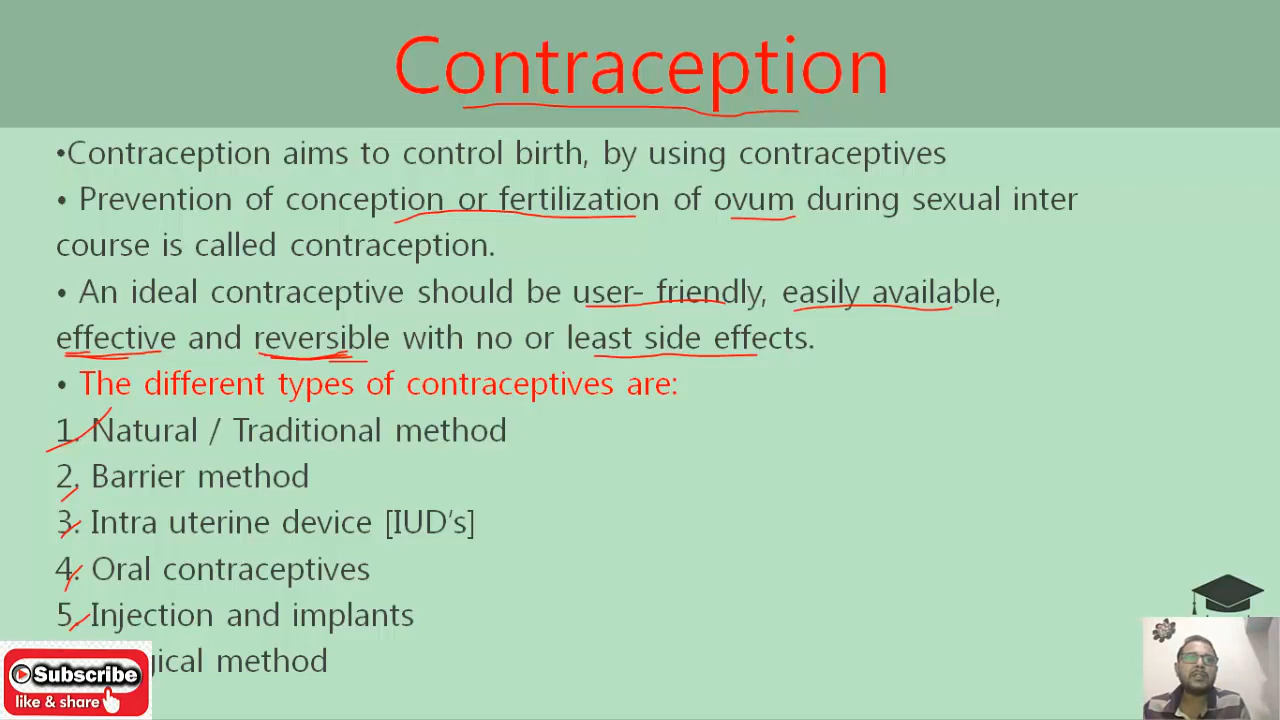 Contraception
•Contraception aims to control birth, by using contraceptives
• Prevention of conception or fertilization of ovum during sexual inter
course is called contraception.
• An ideal contraceptive should be user- friendly, easily available,
effective and reversible with no or least side effects.
• The different types of contraceptives are:
1. Natural / Traditional method
2. Barrier method
3. Intra uterine device [IUD's]
4. Oral contraceptives
5. Injection and implants
gical method
Subscribe
like & share